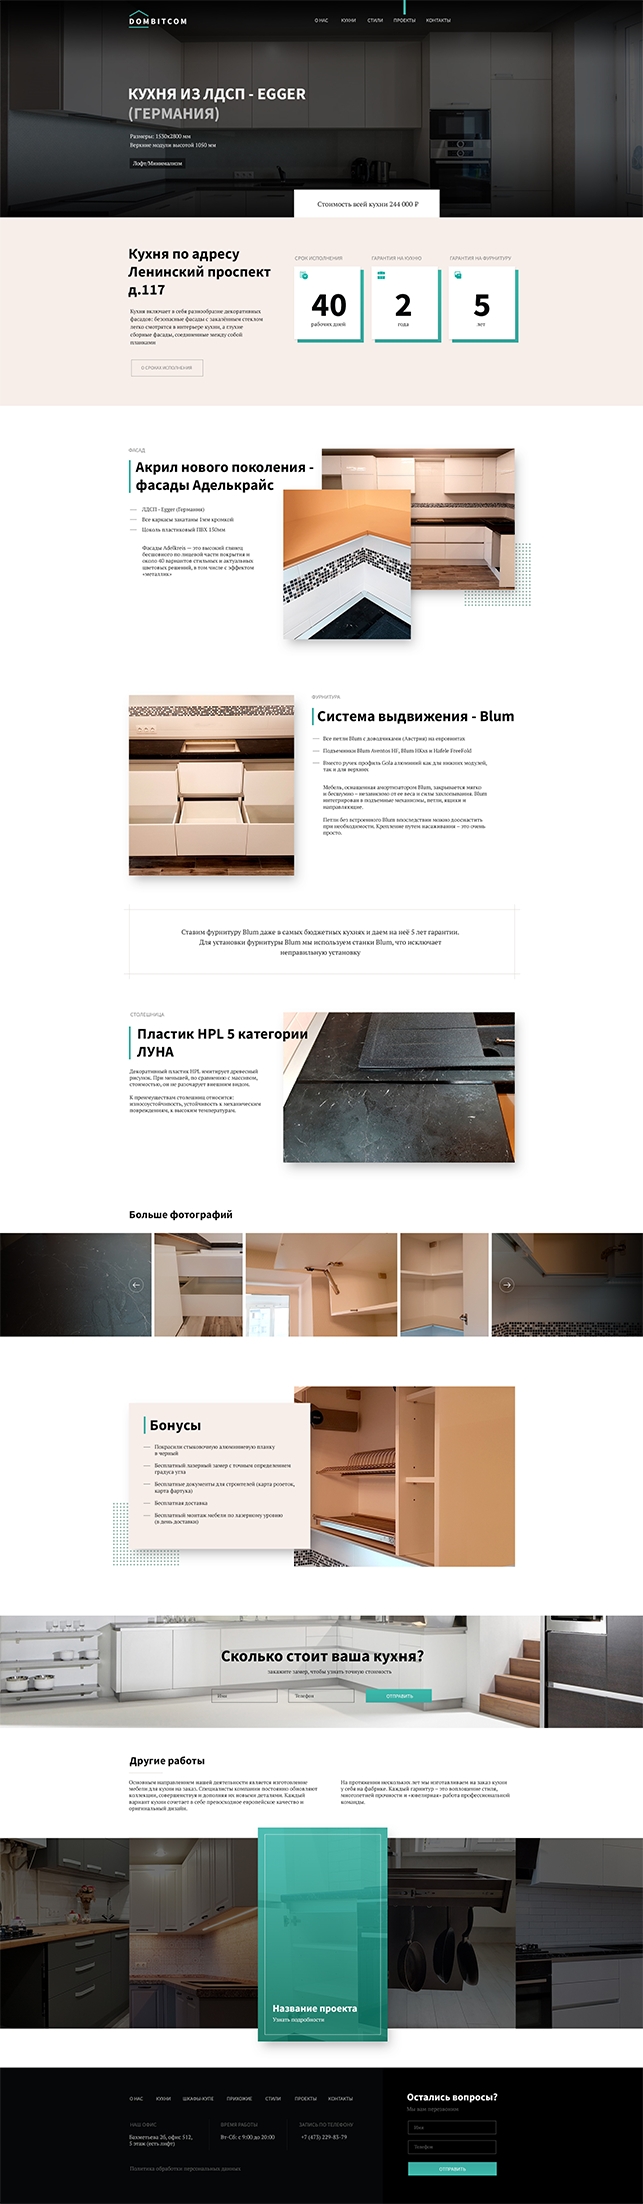 DOMBITCOM
О НАС КУХНИ СТИЛИ ПРОЕКТЫ КОНТАКТЫ
КУХНЯ ИЗ ЛДСП - EGGER
(ГЕРМАНИЯ)
Размеры: 1530х2800 мм
Верхние модули высотой 1050 мм
Лофт/Минимализм
Стоимость всей кухни 244 000 ₽
Кухня по адресу
Ленинский проспект
д.117
Кухня включает в себя разнообразие декоративных
фасадов: безопасные фасады с закалённым стеклом
легко смотрятся в интерьере кухни, а глухие
сборные фасады, соединенные между собой
планками
О СРОКАХ ИСПОЛНЕНИЯ
СРОК ИСПОЛНЕНИЯ
40
рабочих дней
ГАРАНТИЯ НА КУХНЮ
2
года
ГАРАНТИЯ НА ФУРНИТУРУ
5
лет
ФАСАД
Акрил нового поколения -
фасады Аделькрайс
ЛДСП - Egger (Германия)
Все каркасы закатаны 1мм кромкой
Цоколь пластиковый ПВХ 150мм
Фасады Adelkreis — это высокий глянец
бесшовного по лицевой части покрытия и
около 40 вариантов стильных и актуальных
цветовых решений, в том числе с эффектом
«металлик»
ФУРНИТУРА
Система выдвижения - Blum
Все петли Blum с доводчиками (Австрия) на евровинтах
Подъемники Blum Aventos HF, Blum HKxs и Hafele FreeFold
Вместо ручек профиль Gola алюминий как для нижних модулей,
так и для верхних
Мебель, оснащенная амортизатором Blum, закрывается мягко
и бесшумно – независимо от ее веса и силы захлопывания. Blum
интегрирован в подъемные механизмы, петли, ящики и
направляющие.
Петли без встроенного Blum впоследствии можно дооснастить
при необходимости. Крепление путем насаживания – это очень
просто.
Ставим фурнитуру Blum даже в самых бюджетных кухнях и даем на неё 5 лет гарантии.
Для установки фурнитуры Blum мы используем станки Blum, что исключает
неправильную установку
СТОЛЕШНИЦА
Пластик HPL 5 категории
ЛУНА
Декоративный пластик HPL имитирует древесный
рисунок. При меньшей, по сравнению с массивом,
стоимостью, он не разочарует внешним видом.
К преимуществам столешниц относится:
износоустойчивость, устойчивость к механическим
повреждениям, к высоким температурам.
Больше фотографий
Бонусы
Покрасили стыковочную алюминиевую планку
в черный
Бесплатный лазерный замер с точным определением
градуса угла
Бесплатные документы для строителей (карта розеток,
карта фартука)
Бесплатная доставка
Бесплатный монтаж мебели по лазерному уровню
(в день доставки)
Сколько стоит ваша кухня?
закажите замер, чтобы узнать точную стоимость
Имя
Телефон
ОТПРАВИТЬ
Другие работы
Основным направлением нашей деятельности является изготовление
мебели для кухни на заказ. Специалисты компании постоянно обновляют
коллекции, совершенствуя и дополняя их новыми деталями. Каждый
вариант кухни сочетает в себе превосходное европейское качество и
оригинальный дизайн.
На протяжении нескольких лет мы изготавливаем на заказ кухни
у себя на фабрике. Каждый гарнитур – это воплощение стиля,
многолетней прочности и «ювелирная» работа профессиональной
команды.
Название проекта
Узнать подробности
О НАС КУХНИ ШКАФЫ-КУПЕ ПРИХОЖИЕ СТИЛИ ПРОЕКТЫ КОНТАКТЫ
НАШ ОФИС
Бахметьева 2б, офис 512,
5 этаж (есть лифт)
ВРЕМЯ РАБОТЫ
Вт-Сб: с 9:00 до 20:00
ЗАПИСЬ ПО ТЕЛЕФОНУ
+7 (473) 229-83-79
Политика обработки персональных данных
Остались вопросы?
Мы вам перезвоним
Имя
Телефон
ОТПРАВИТЬ